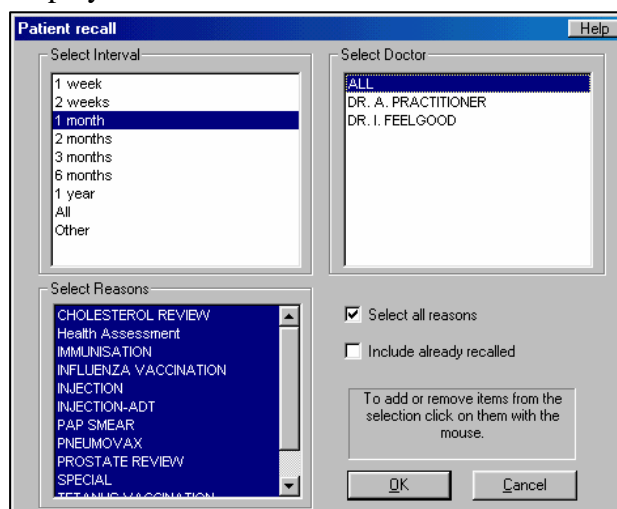 Patient recall Help
Select Interval
1 week
2 weeks
1 month
2 months
3 months
6 months
1 year
All
Other
Select Doctor
ALL
DR. A. PRACTITIONER
DR. I. FEELGOOD
Select Reasons
CHOLESTEROL REVIEW
Health Assessment
IMMUNISATION
INFLUENZA VACCINATION
INJECTION
INJECTION-ADT
PAP SMEAR
PNEUMOVAX
PROSTATE REVIEW
SPECIAL
TETANUS VACCINATION
Select all reasons
Include already recalled
To add or remove items from the
selection click on them with the
mouse.
OK Cancel